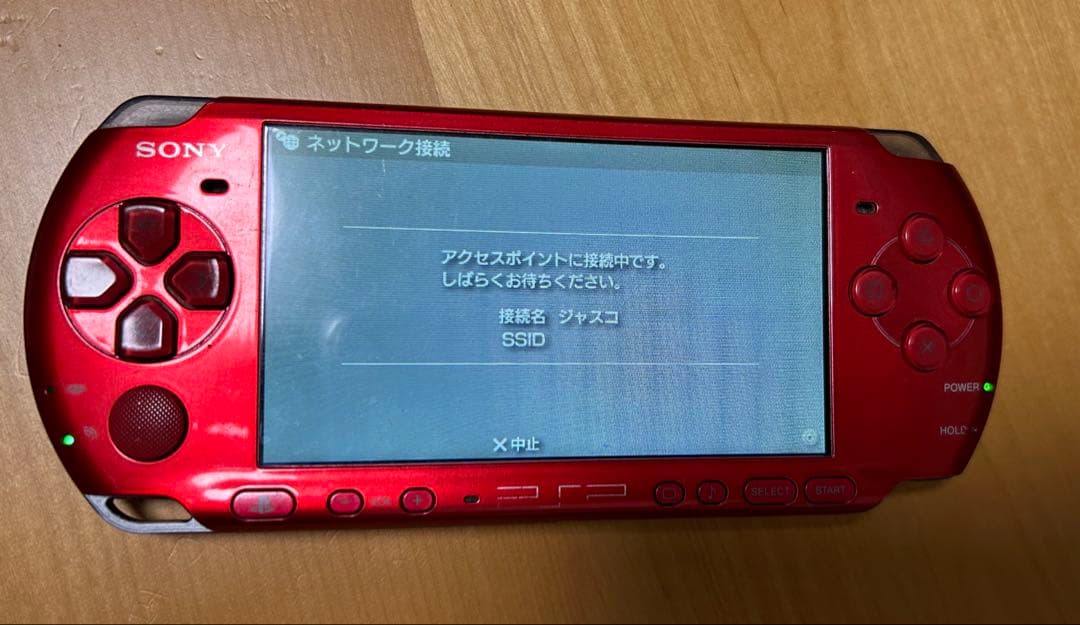 SONY
ネットワーク接続
アクセスポイントに接続中です。
しばらくお待ちください。
接続名 ジャスコ
SSID
×中止
POWER
HOLD
PSP
SELECT
START